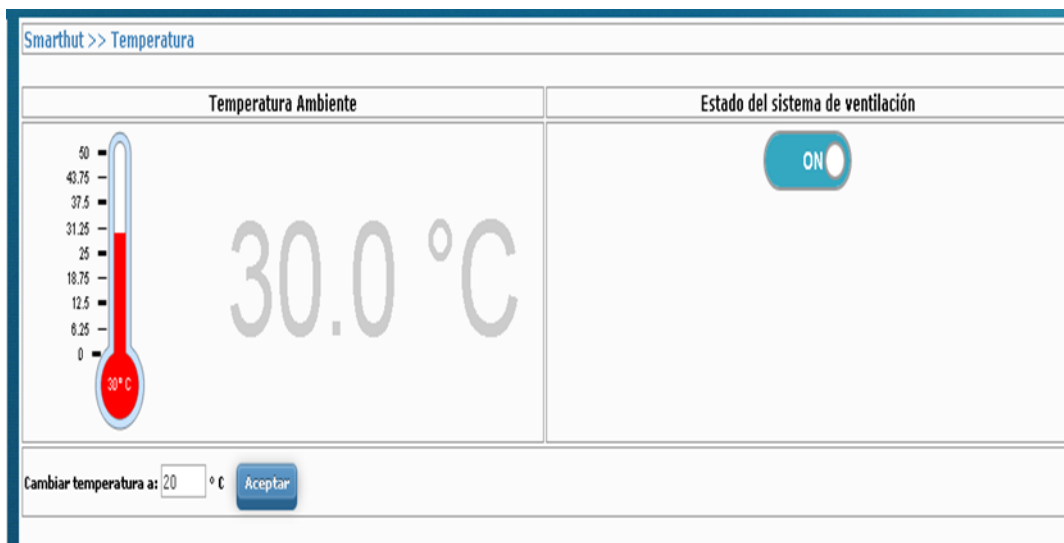 Smarthut >> Temperatura
Temperatura Ambiente
Estado del sistema de ventilación
50
43.75
37.5
31.25
25
18.75
12.5
6.25
0
30° C
30.0 °C
ON
Cambiar temperatura a: 20 ° C Aceptar